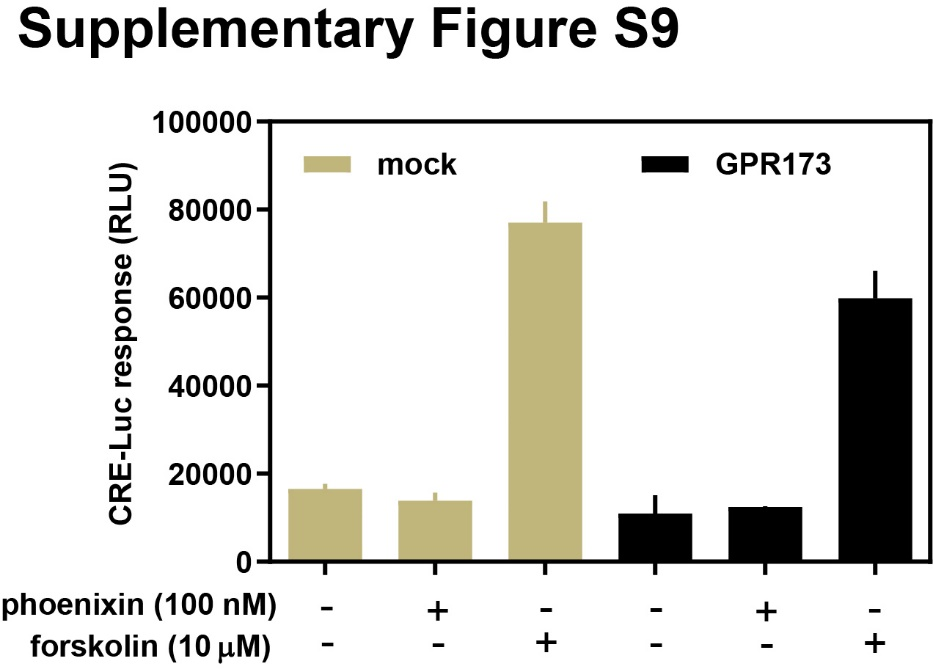 Supplementary Figure S9
CRE-Luc response (RLU)
100000
80000
60000
40000
20000
0
mock GPR173
phoenixin (100 nM) - + - - + -
forskolin (10 μM) - - + - - +